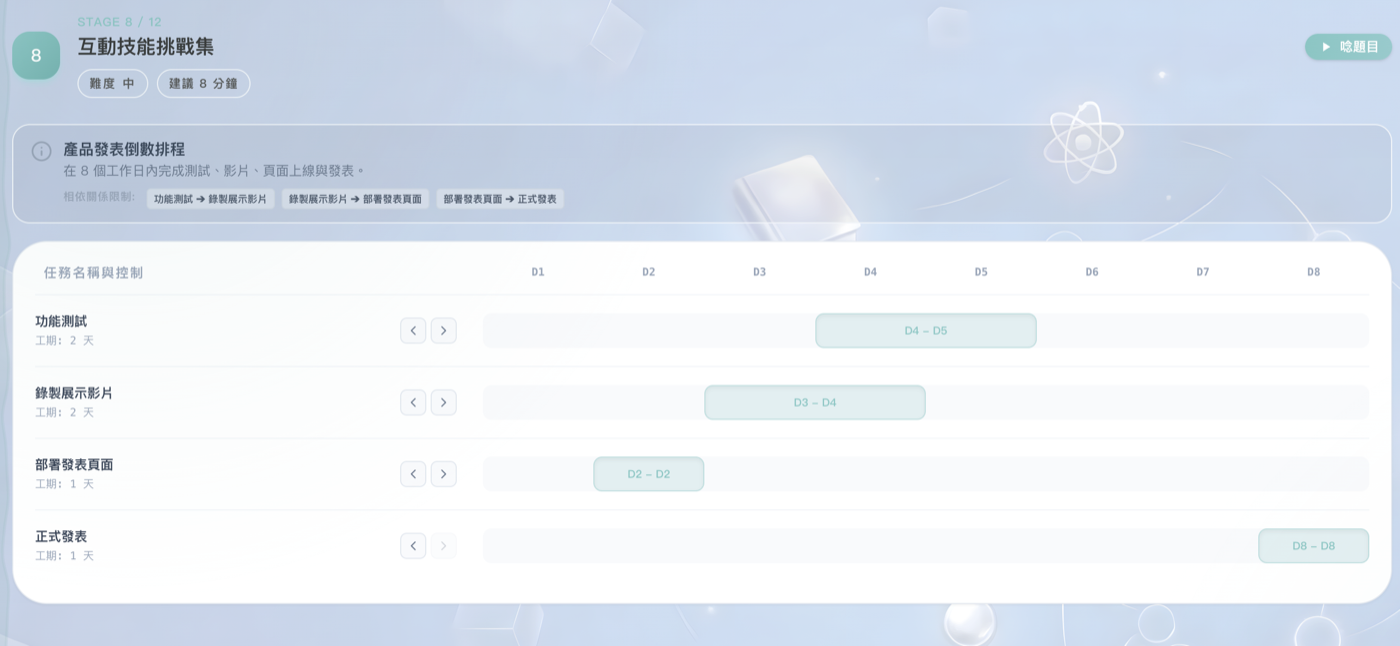 STAGE 8 / 12
8
互動技能挑戰集
難度 中
建議 8 分鐘
唸題目
產品發表倒數排程
在 8 個工作日內完成測試、影片、頁面上線與發表。
相依關係限制:
功能測試 ➔ 錄製展示影片
錄製展示影片 ➔ 部署發表頁面
部署發表頁面 ➔ 正式發表
任務名稱與控制 D1 D2 D3 D4 D5 D6 D7 D8
功能測試
工期: 2 天
D4 – D5
錄製展示影片
工期: 2 天
D3 – D4
部署發表頁面
工期: 1 天
D2 – D2
正式發表
工期: 1 天
D8 – D8